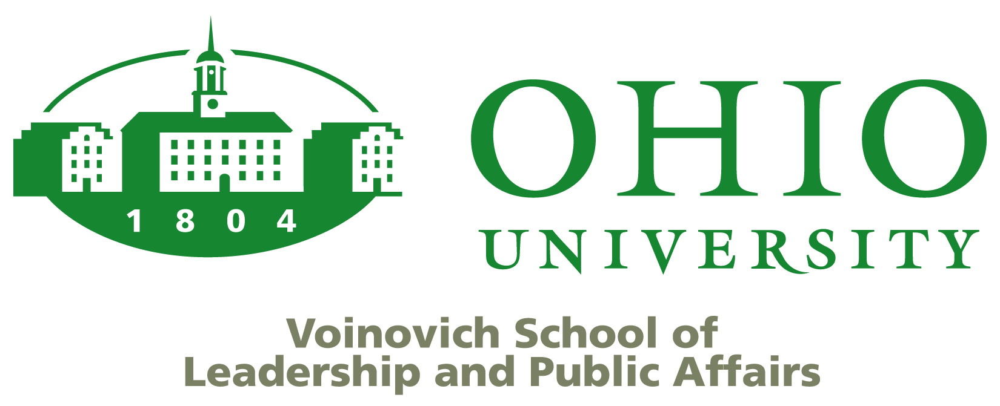 1804
OHIO
UNIVERSITY
Voinovich School of
Leadership and Public Affairs